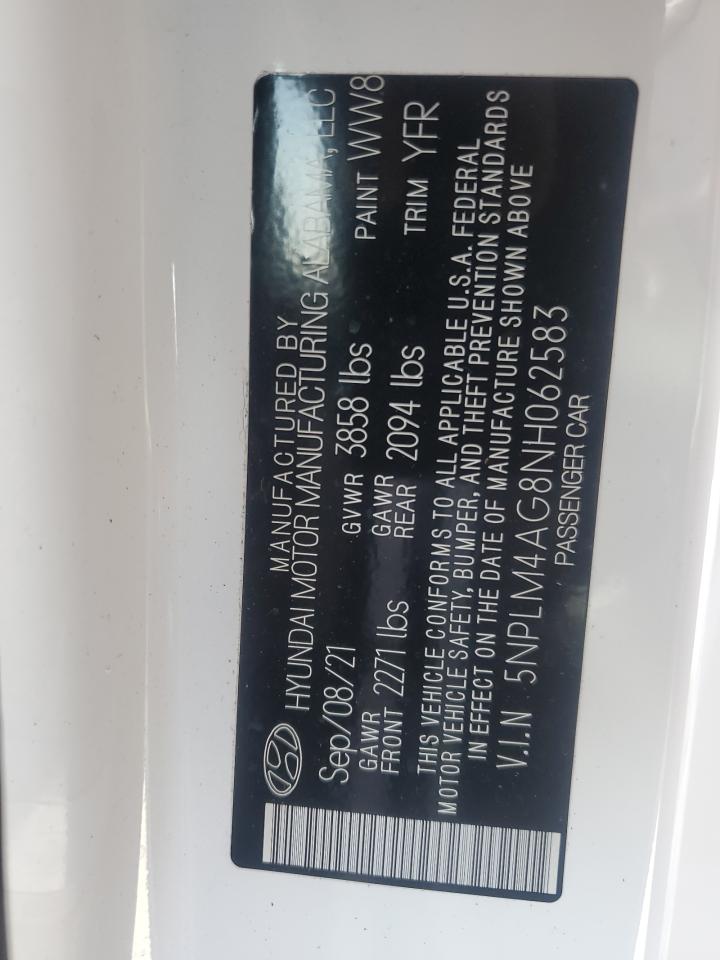 MANUFACTURED BY
HYUNDAI MOTOR MANUFACTURING ALABAMA, LLC
Sep/08/21 GVWR 3858 lbs PAINT WW8
GAWR FRONT 2271 lbs GAWR REAR 2094 lbs TRIM YFR
THIS VEHICLE CONFORMS TO ALL APPLICABLE U.S.A. FEDERAL
MOTOR VEHICLE SAFETY, BUMPER, AND THEFT PREVENTION STANDARDS
IN EFFECT ON THE DATE OF MANUFACTURE SHOWN ABOVE
V.I.N 5NPLM4AG8NH062583
PASSENGER CAR